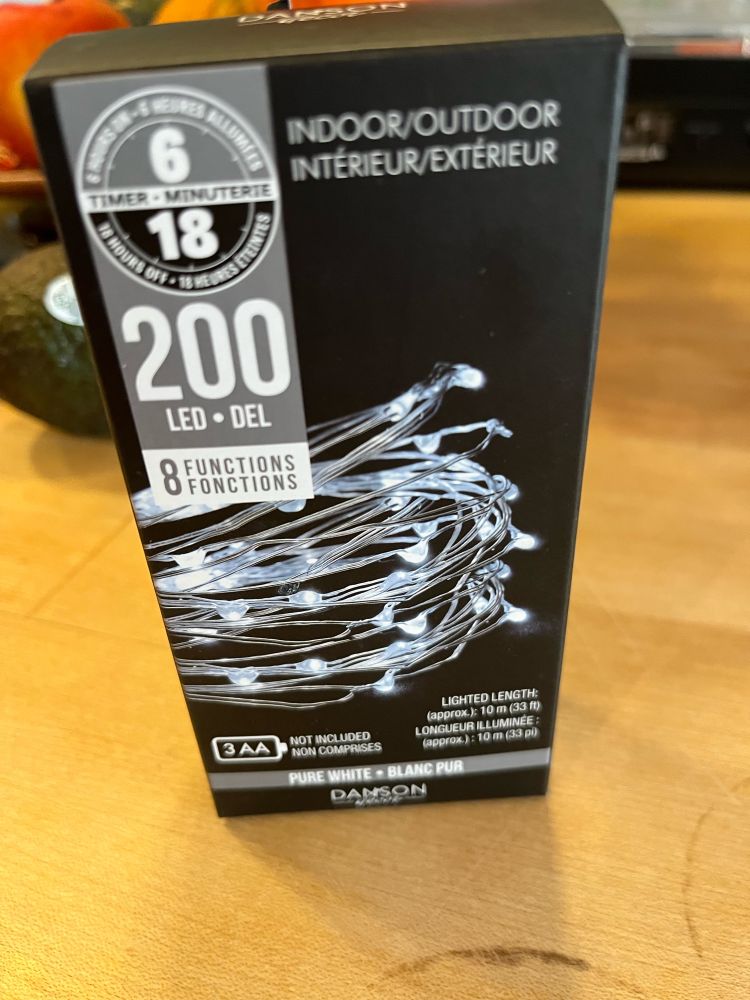 DANSON
6 HOURS ON • 6 HEURES ALLUMÉES
6
TIMER • MINUTERIE
18
18 HOURS OFF • 18 HEURES ÉTEINTES
INDOOR/OUTDOOR
INTÉRIEUR/EXTÉRIEUR
200
LED • DEL
8 FUNCTIONS
FONCTIONS
LIGHTED LENGTH:
(approx.): 10 m (33 ft)
LONGUEUR ILLUMINÉE :
(approx.) : 10 m (33 pi)
3 AA
NOT INCLUDED
NON COMPRISES
PURE WHITE • BLANC PUR
DANSON